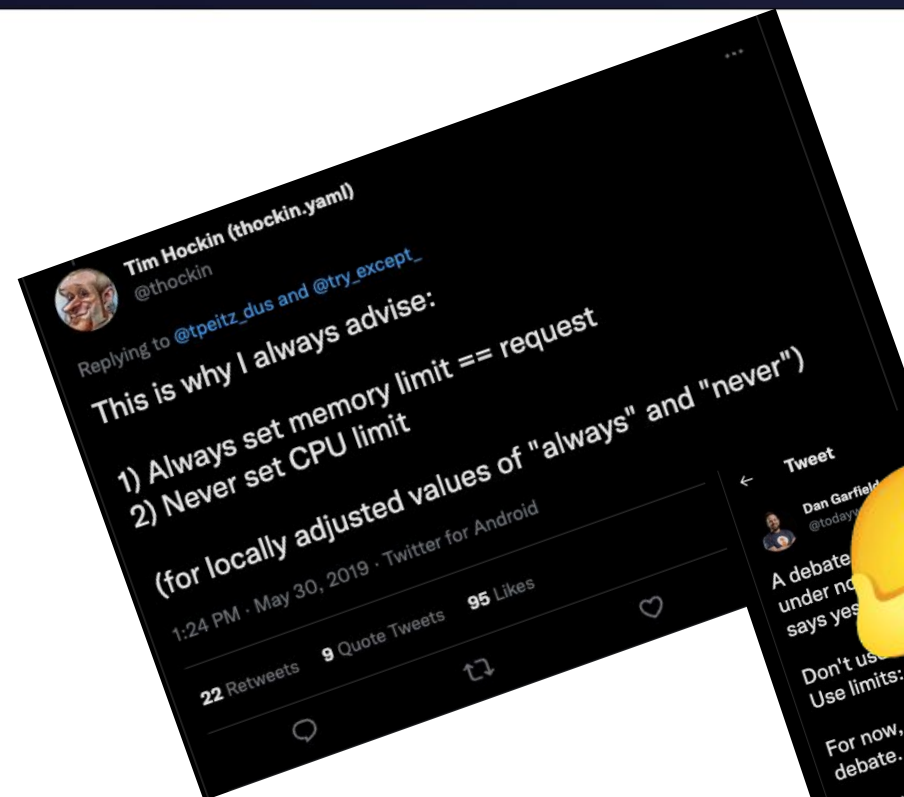 Tim Hockin (thockin.yaml)
@thockin
Replying to @tpeitz_dus and @try_except_
This is why I always advise:
1) Always set memory limit == request
2) Never set CPU limit
(for locally adjusted values of "always" and "never")
1:24 PM · May 30, 2019 · Twitter for Android
22 Retweets 9 Quote Tweets 95 Likes
Tweet
Dan Garfield
A debate
under
says yes
Don't
Use limits:
For now,
debate.